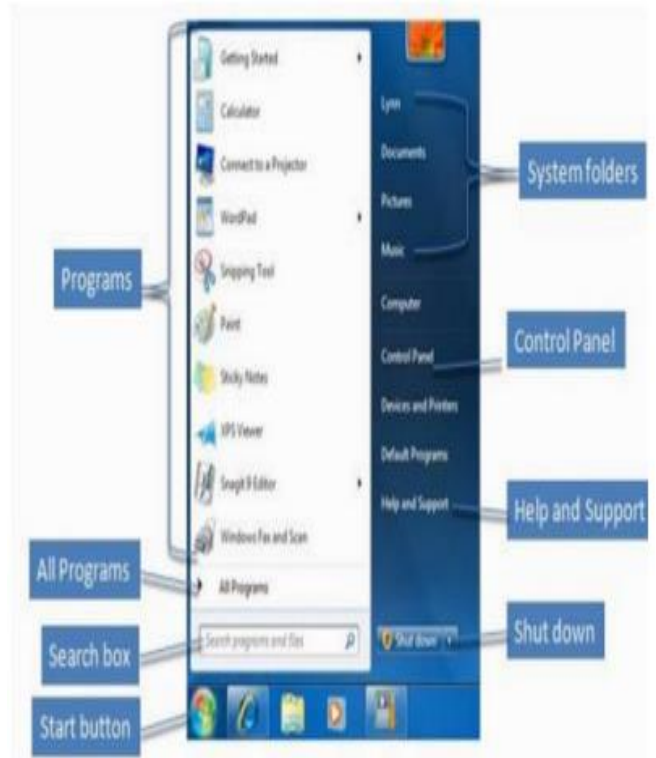 Getting Started
Calculator
Connect to a Projector
WordPad
Snipping Tool
Paint
Sticky Notes
XPS Viewer
Snagit 9 Editor
Windows Fax and Scan
All Programs
Search programs and files
Lynn
Documents
Pictures
Music
Computer
Control Panel
Devices and Printers
Default Programs
Help and Support
Shut down
Programs
All Programs
Search box
Start button
System folders
Control Panel
Help and Support
Shut down